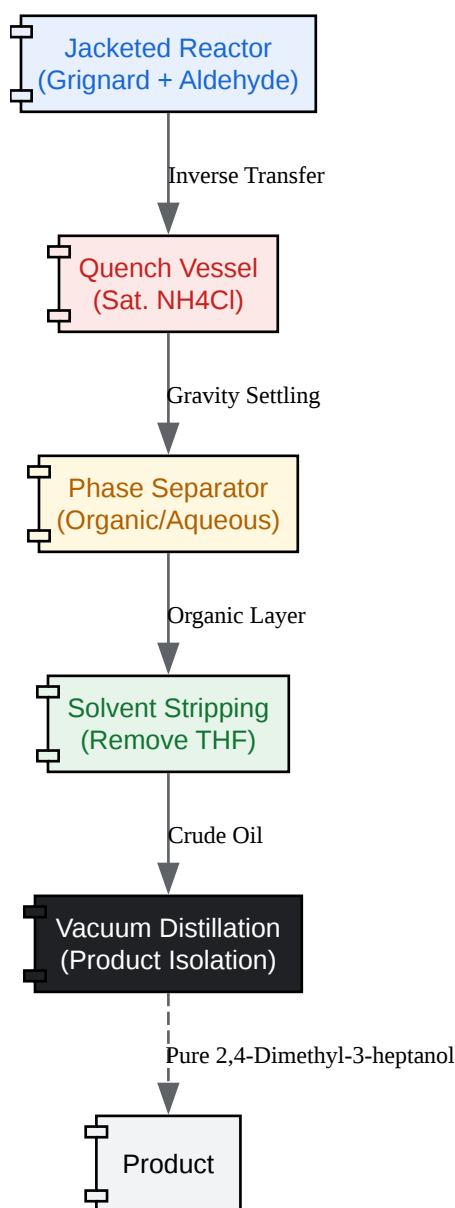 Jacketed Reactor
(Grignard + Aldehyde)
Inverse Transfer
Quench Vessel
(Sat. NH4Cl)
Gravity Settling
Phase Separator
(Organic/Aqueous)
Organic Layer
Solvent Stripping
(Remove THF)
Crude Oil
Vacuum Distillation
(Product Isolation)
Pure 2,4-Dimethyl-3-heptanol
Product